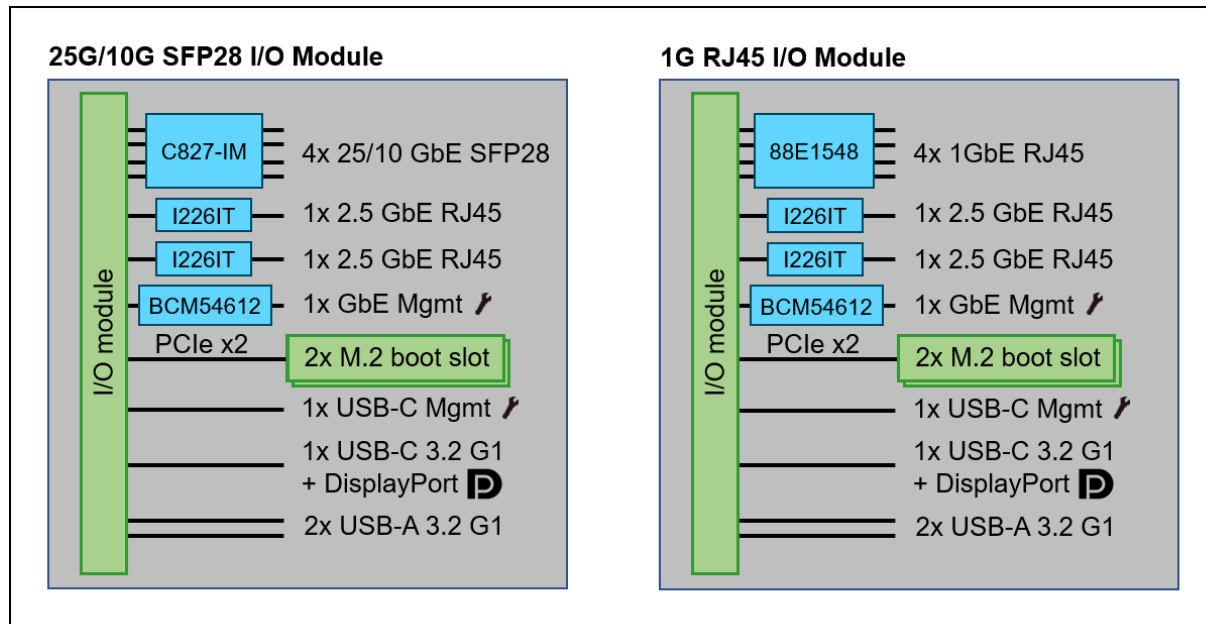 25G/10G SFP28 I/O Module
I/O module
C827-IM
4x 25/10 GbE SFP28
I226IT
1x 2.5 GbE RJ45
I226IT
1x 2.5 GbE RJ45
BCM54612
1x GbE Mgmt
PCIe x2
2x M.2 boot slot
1x USB-C Mgmt
1x USB-C 3.2 G1
+ DisplayPort
2x USB-A 3.2 G1
1G RJ45 I/O Module
I/O module
88E1548
4x 1GbE RJ45
I226IT
1x 2.5 GbE RJ45
I226IT
1x 2.5 GbE RJ45
BCM54612
1x GbE Mgmt
PCIe x2
2x M.2 boot slot
1x USB-C Mgmt
1x USB-C 3.2 G1
+ DisplayPort
2x USB-A 3.2 G1